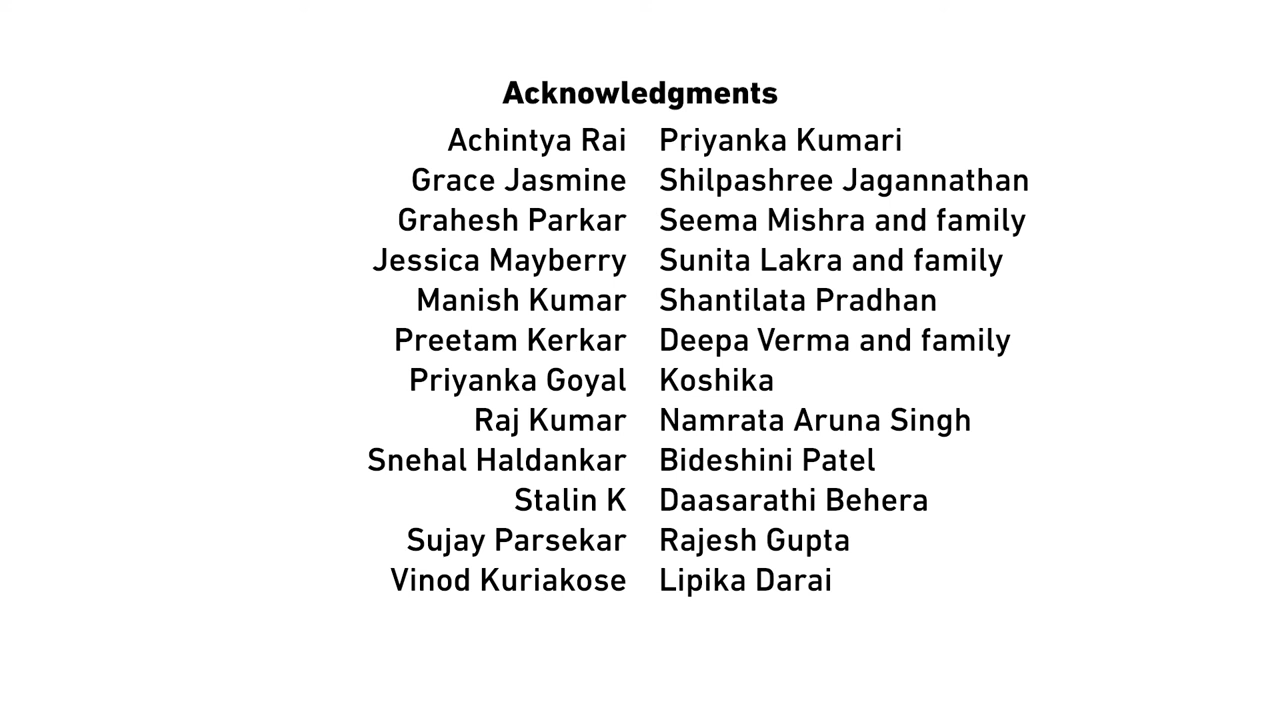 Acknowledgments
Achintya Rai Priyanka Kumari
Grace Jasmine Shilpashree Jagannathan
Grahesh Parkar Seema Mishra and family
Jessica Mayberry Sunita Lakra and family
Manish Kumar Shantilata Pradhan
Preetam Kerkar Deepa Verma and family
Priyanka Goyal Koshika
Raj Kumar Namrata Aruna Singh
Snehal Haldankar Bideshini Patel
Stalin K Daasarathi Behera
Sujay Parsekar Rajesh Gupta
Vinod Kuriakose Lipika Darai